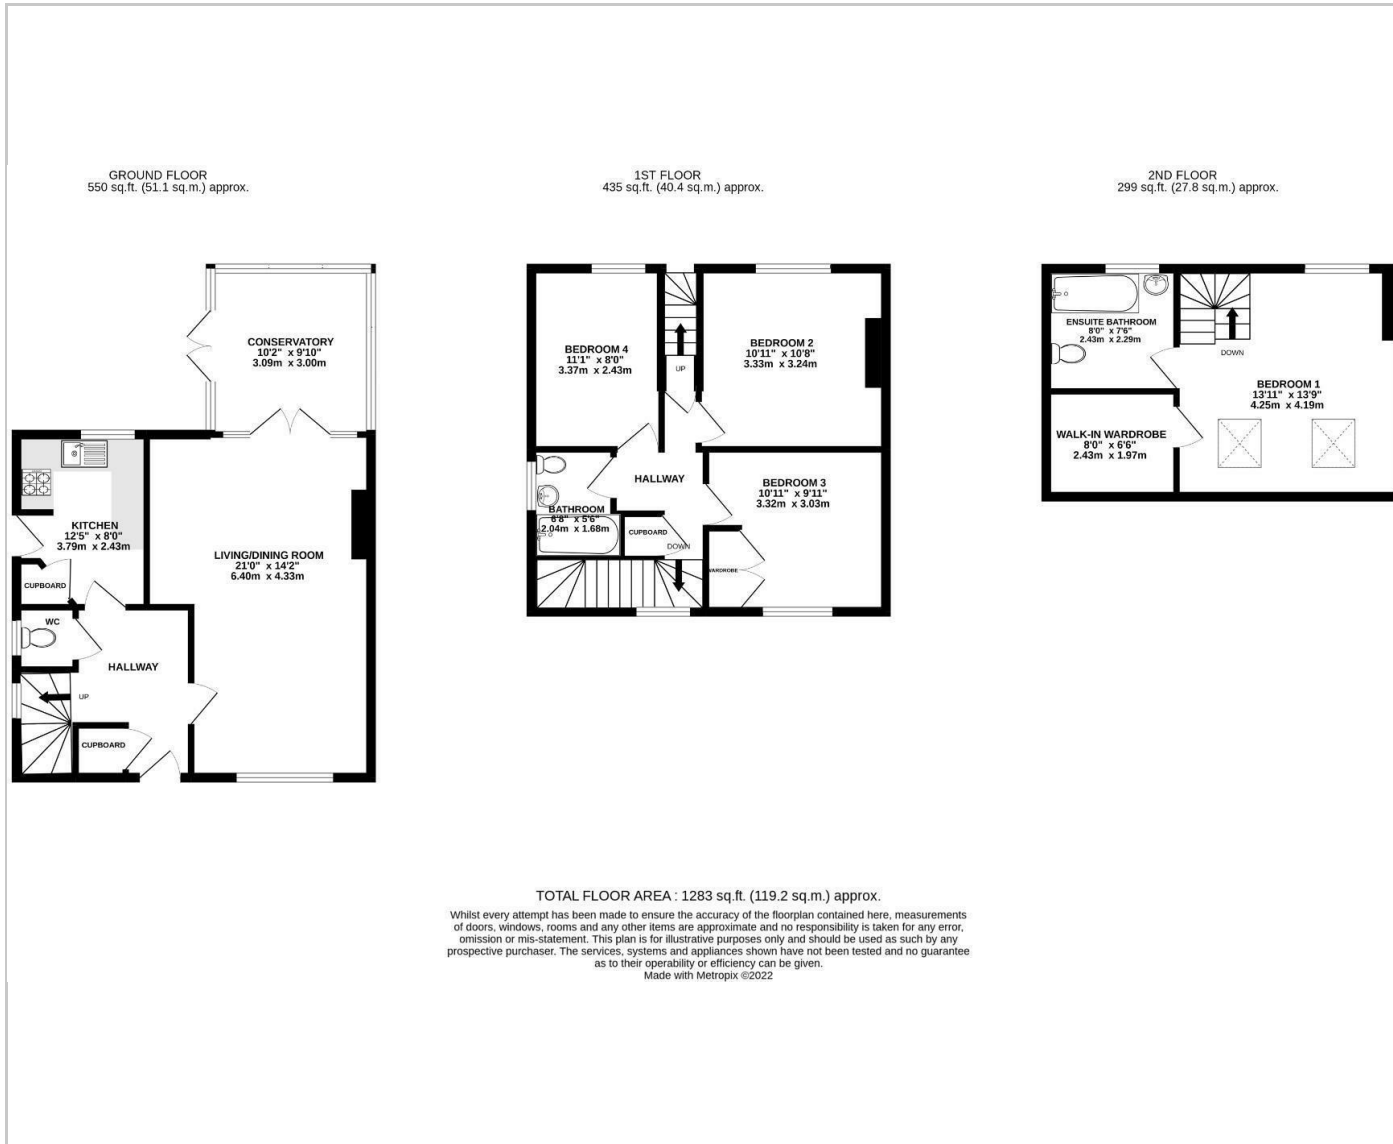 GROUND FLOOR
550 sq.ft. (51.1 sq.m.) approx.
CONSERVATORY
10'2" x 9'10"
3.09m x 3.00m
KITCHEN
12'5" x 8'0"
3.79m x 2.43m
CUPBOARD
LIVING/DINING ROOM
21'0" x 14'2"
6.40m x 4.33m
WC
HALLWAY
UP
CUPBOARD
1ST FLOOR
435 sq.ft. (40.4 sq.m.) approx.
BEDROOM 4
11'1" x 8'0"
3.37m x 2.43m
UP
BEDROOM 2
10'11" x 10'8"
3.33m x 3.24m
HALLWAY
BEDROOM 3
10'11" x 9'11"
3.32m x 3.03m
BATHROOM
6'8" x 5'6"
2.04m x 1.68m
CUPBOARD
DOWN
WARDROBE
2ND FLOOR
299 sq.ft. (27.8 sq.m.) approx.
ENSUITE BATHROOM
8'0" x 7'6"
2.43m x 2.29m
DOWN
BEDROOM 1
13'11" x 13'9"
4.25m x 4.19m
WALK-IN WARDROBE
8'0" x 6'6"
2.43m x 1.97m
TOTAL FLOOR AREA : 1283 sq.ft. (119.2 sq.m.) approx.
Whilst every attempt has been made to ensure the accuracy of the floorplan contained here, measurements
of doors, windows, rooms and any other items are approximate and no responsibility is taken for any error,
omission or mis-statement. This plan is for illustrative purposes only and should be used as such by any
prospective purchaser. The services, systems and appliances shown have not been tested and no guarantee
as to their operability or efficiency can be given.
Made with Metropix ©2022